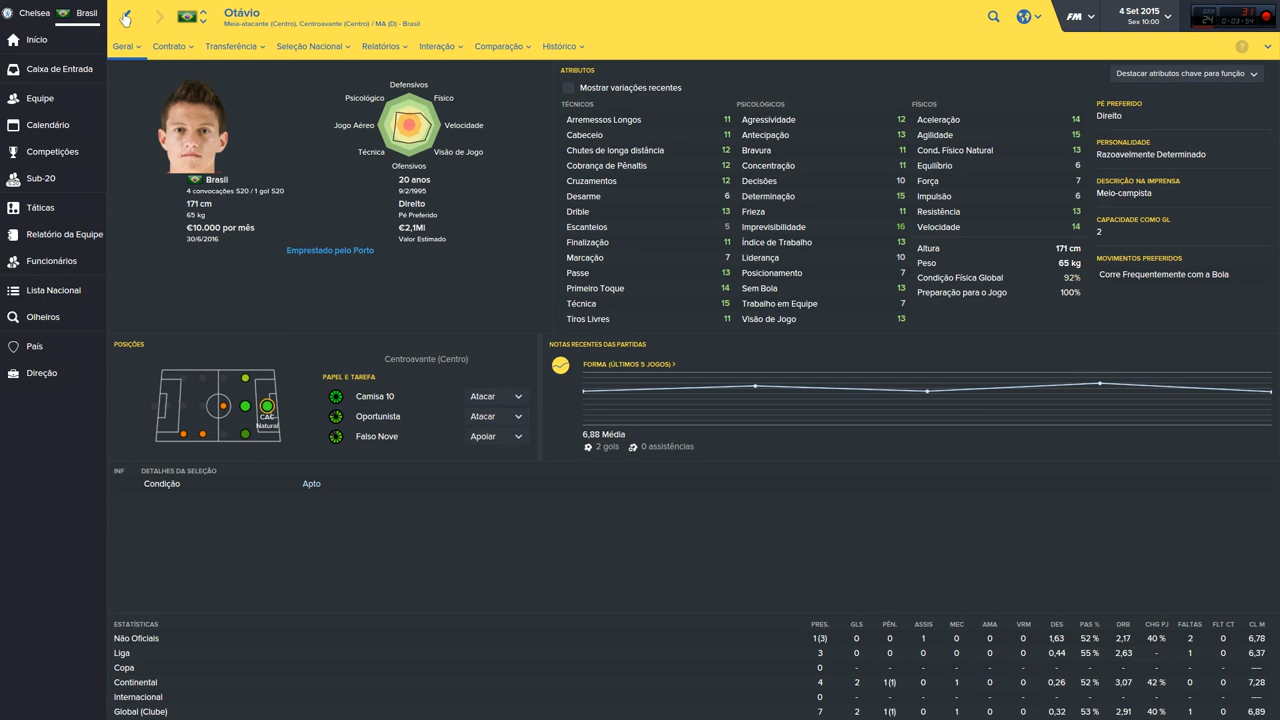 Chelsea Brasil
Otávio
Meia-atacante (Centro), Centroavante (Centro) / MA (D) - Brasil
FM
4 Set 2015
Sex 10:00
24
31
0:03:54
Geral Contrato Transferência Seleção Nacional Relatórios Interação Comparação Histórico
?
Início
Caixa de Entrada
Equipe
Calendário
Competições
Sub-20
Táticas
Relatório da Equipe
Funcionários
Lista Nacional
Olheiros
País
Direção
Defensivos
Psicológico Físico
Jogo Aéreo Velocidade
Técnica Visão de Jogo
Ofensivos
Brasil
4 convocações S20 / 1 gol S20
171 cm
65 kg
€10.000 por mês
30/6/2016
20 anos
9/2/1995
Direito
Pé Preferido
€2,1Ml
Valor Estimado
Emprestado pelo Porto
ATRIBUTOS
Mostrar variações recentes
Destacar atributos chave para função
TÉCNICOS PSICOLÓGICOS FÍSICOS
Arremessos Longos 11 Agressividade 12 Aceleração 14
Cabeceio 11 Antecipação 13 Agilidade 15
Chutes de longa distância 12 Bravura 11 Cond. Físico Natural 13
Cobrança de Pênaltis 12 Concentração 11 Equilíbrio 6
Cruzamentos 12 Decisões 10 Força 7
Desarme 6 Determinação 15 Impulsão 6
Drible 13 Frieza 11 Resistência 13
Escanteios 5 Imprevisibilidade 16 Velocidade 14
Finalização 11 Índice de Trabalho 13
Marcação 7 Liderança 10
Passe 13 Posicionamento 7
Primeiro Toque 14 Sem Bola 13
Técnica 15 Trabalho em Equipe 7
Tiros Livres 11 Visão de Jogo 13
Altura 171 cm
Peso 65 kg
Condição Física Global 92%
Preparação para o Jogo 100%
PÉ PREFERIDO
Direito
PERSONALIDADE
Razoavelmente Determinado
DESCRIÇÃO NA IMPRENSA
Meio-campista
CAPACIDADE COMO GL
2
MOVIMENTOS PREFERIDOS
Corre Frequentemente com a Bola
POSIÇÕES
CAC
Natural
Centroavante (Centro)
PAPEL E TAREFA
Camisa 10 Atacar
Oportunista Atacar
Falso Nove Apoiar
NOTAS RECENTES DAS PARTIDAS
FORMA (ÚLTIMOS 5 JOGOS) >
6,88 Média
2 gols 0 assistências
INF DETALHES DA SELEÇÃO
Condição Apto
ESTATÍSTICAS PRES. GLS PÊN. ASSIS MEC AMA VRM DES PAS % DRB CHG PJ FALTAS FLT CT CL M
Não Oficiais 1 (3) 0 0 1 0 0 0 1,63 52 % 2,17 40 % 2 0 6,78
Liga 3 0 0 0 0 0 0 0,44 55 % 2,63 - 1 0 6,37
Copa 0 - - - - - - - - - - - - ----
Continental 4 2 1 (1) 0 1 0 0 0,26 52 % 3,07 42 % 0 0 7,28
Internacional 0 - - - - - - - - - - - - ----
Global (Clube) 7 2 1 (1) 0 1 0 0 0,32 53 % 2,91 40 % 1 0 6,89